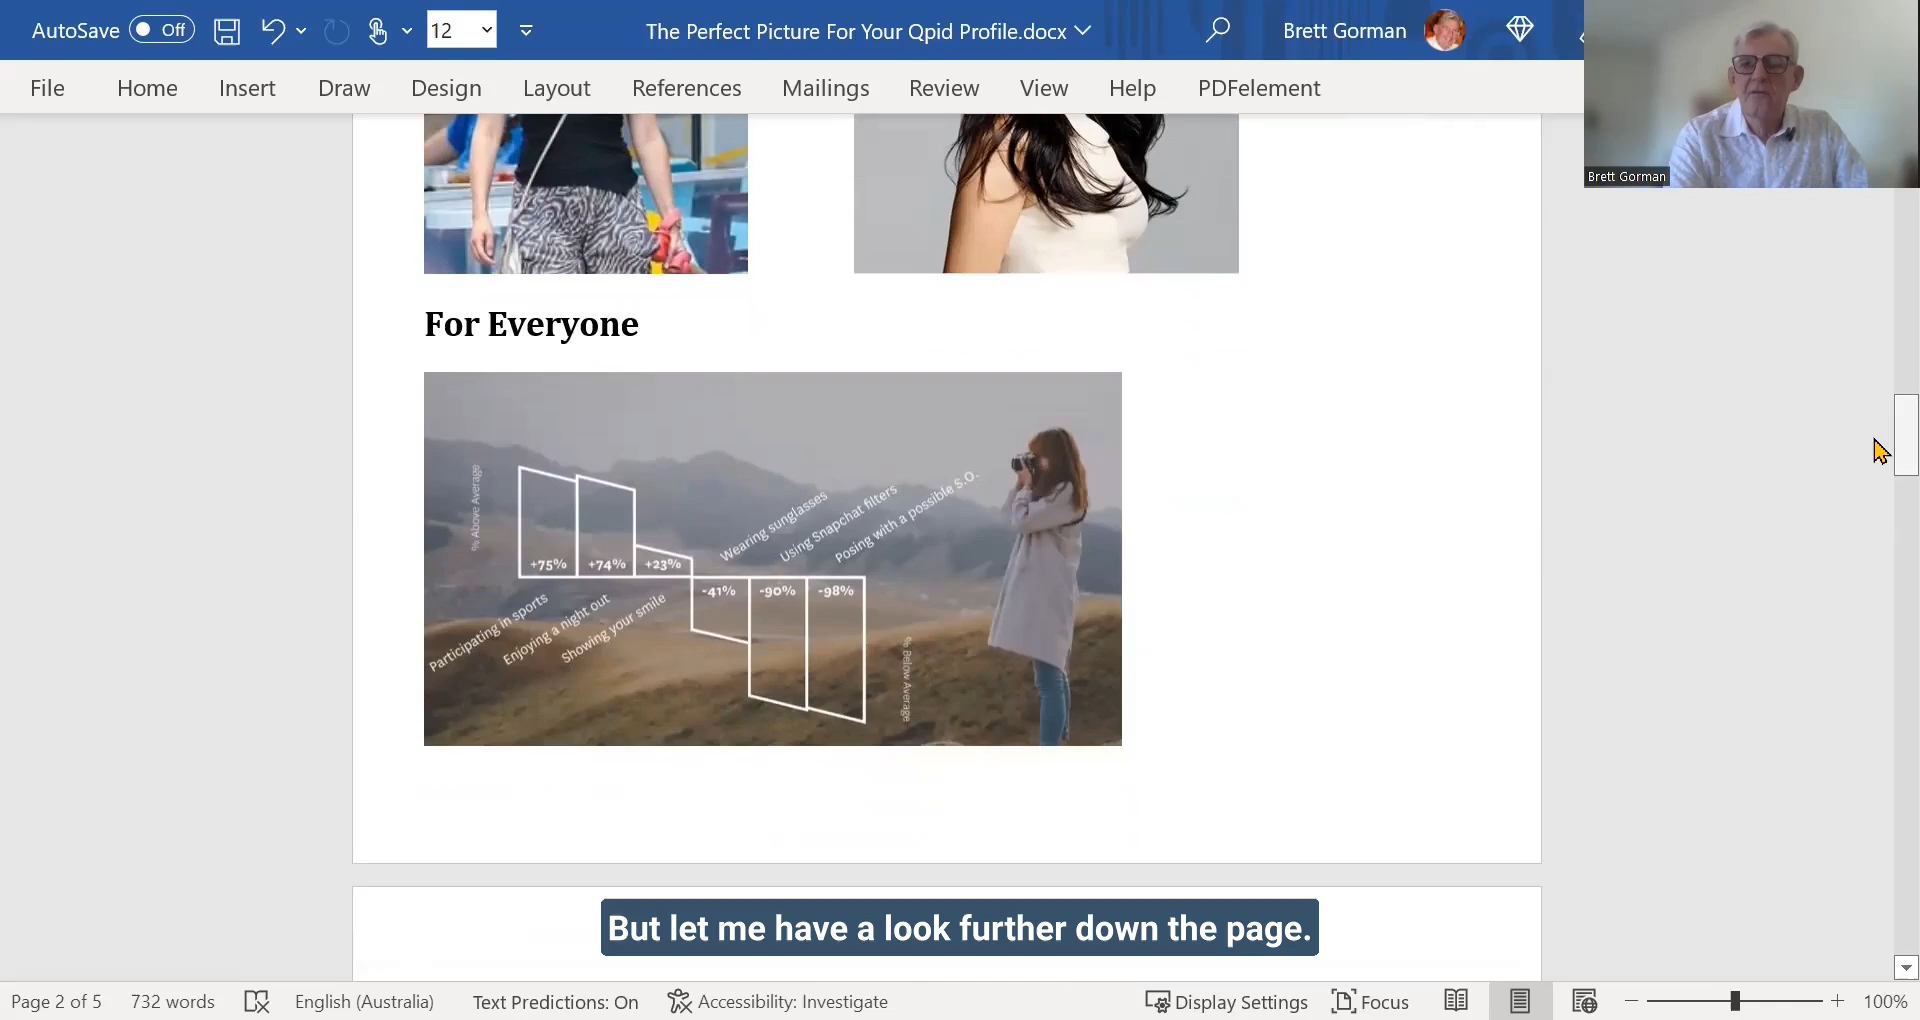 AutoSave Off 12 The Perfect Picture For Your Qpid Profile.docx Brett Gorman
File Home Insert Draw Design Layout References Mailings Review View Help PDFelement
Brett Gorman
For Everyone
% Above Average
+75% +74% +23%
Participating in sports
Enjoying a night out
Showing your smile
Wearing sunglasses
Using Snapchat filters
Posing with a possible s.o.
-41% -90% -98%
% Below Average
But let me have a look further down the page.
Page 2 of 5 732 words English (Australia) Text Predictions: On Accessibility: Investigate Display Settings Focus 100%